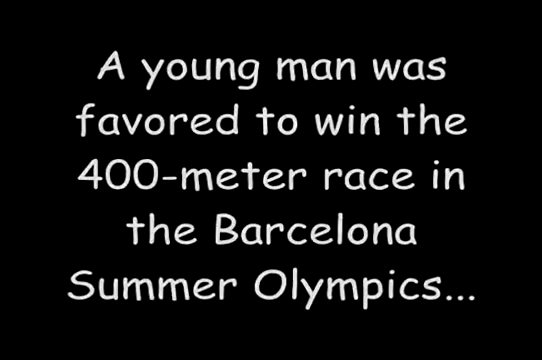 A young man was
favored to win the
400-meter race in
the Barcelona
Summer Olympics...